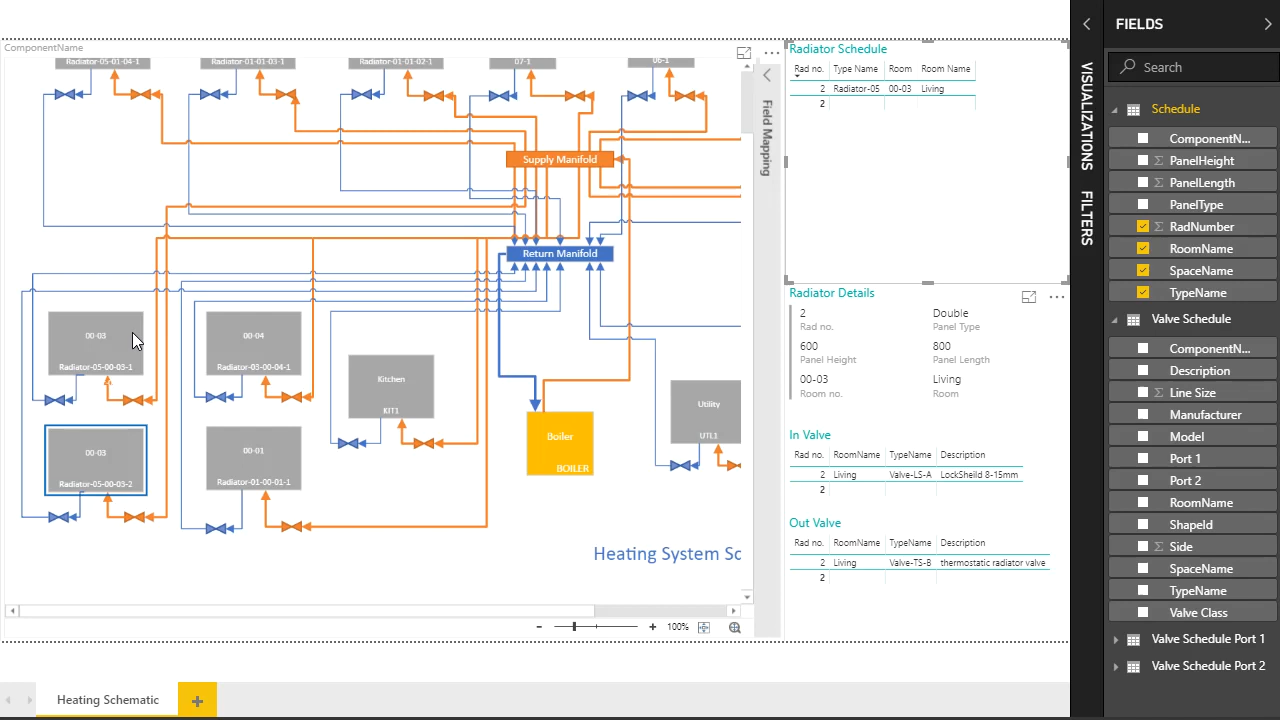 ComponentName
Radiator-05-01-04-1
Radiator-01-01-03-1
Radiator-01-01-02-1
07-1
06-1
Supply Manifold
Return Manifold
00-03
Radiator-05-00-03-1
00-04
Radiator-03-00-04-1
Kitchen
KIT1
00-03
Radiator-05-00-03-2
00-01
Radiator-01-00-01-1
Boiler
BOILER
Utility
UTL1
Heating System Sc
100%
Field Mapping
Radiator Schedule
Rad no. Type Name Room Room Name
2 Radiator-05 00-03 Living
2
Radiator Details
2 Double
Rad no. Panel Type
600 800
Panel Height Panel Length
00-03 Living
Room no. Room
In Valve
Rad no. RoomName TypeName Description
2 Living Valve-LS-A LockSheild 8-15mm
2
Out Valve
Rad no. RoomName TypeName Description
2 Living Valve-TS-B thermostatic radiator valve
2
Heating Schematic
VISUALIZATIONS
FILTERS
FIELDS
Search
Schedule
ComponentN...
PanelHeight
PanelLength
PanelType
RadNumber
RoomName
SpaceName
TypeName
Valve Schedule
ComponentN...
Description
Line Size
Manufacturer
Model
Port 1
Port 2
RoomName
ShapeId
Side
SpaceName
TypeName
Valve Class
Valve Schedule Port 1
Valve Schedule Port 2